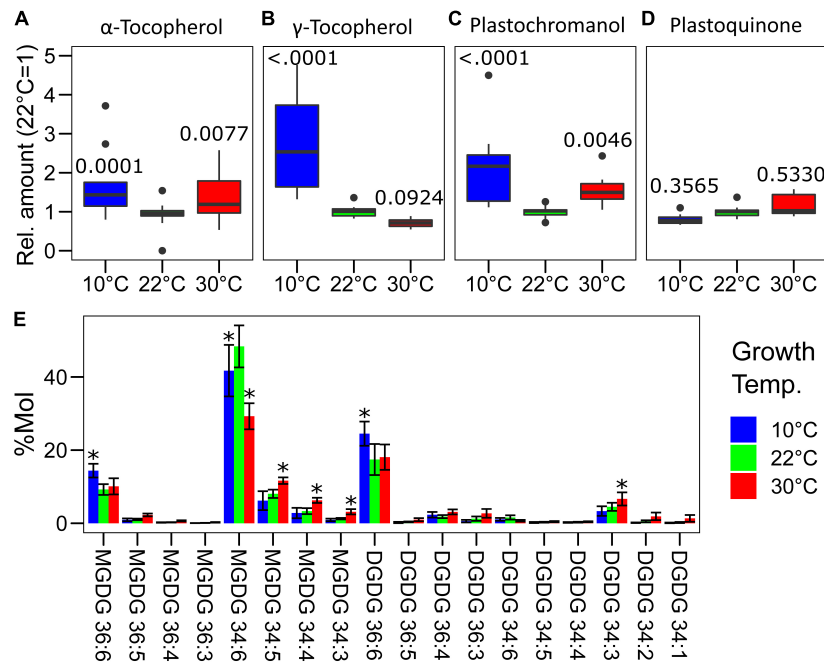 A α-Tocopherol
B γ-Tocopherol
C Plastochromanol
D Plastoquinone
Rel. amount (22°C=1)
5
4
3
2
1
0
0.0001
0.0077
<.0001
0.0924
<.0001
0.0046
0.3565
0.5330
10°C 22°C 30°C
10°C 22°C 30°C
10°C 22°C 30°C
10°C 22°C 30°C
E
%Mol
40
20
0
*
*
*
*
*
*
*
*
MGDG 36:6
MGDG 36:5
MGDG 36:4
MGDG 36:3
MGDG 34:6
MGDG 34:5
MGDG 34:4
MGDG 34:3
DGDG 36:6
DGDG 36:5
DGDG 36:4
DGDG 36:3
DGDG 34:6
DGDG 34:5
DGDG 34:4
DGDG 34:3
DGDG 34:2
DGDG 34:1
Growth
Temp.
10°C
22°C
30°C